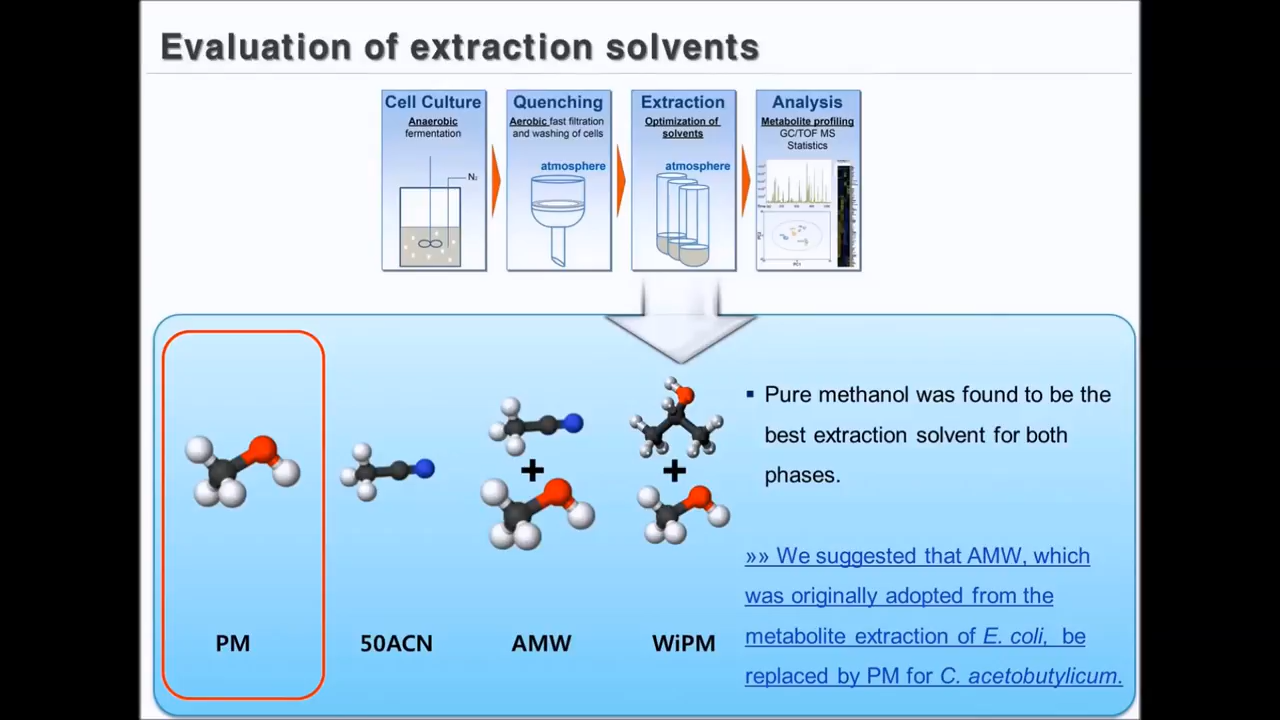 Evaluation of extraction solvents
Cell Culture
Anaerobic
fermentation
N₂
Quenching
Aerobic fast filtration
and washing of cells
atmosphere
Extraction
Optimization of
solvents
atmosphere
Analysis
Metabolite profiling
GC/TOF MS
Statistics
PC1
▪ Pure methanol was found to be the
best extraction solvent for both
phases.
»» We suggested that AMW, which
was originally adopted from the
metabolite extraction of E. coli, be
replaced by PM for C. acetobutylicum.
+
+
PM
50ACN
AMW
WiPM